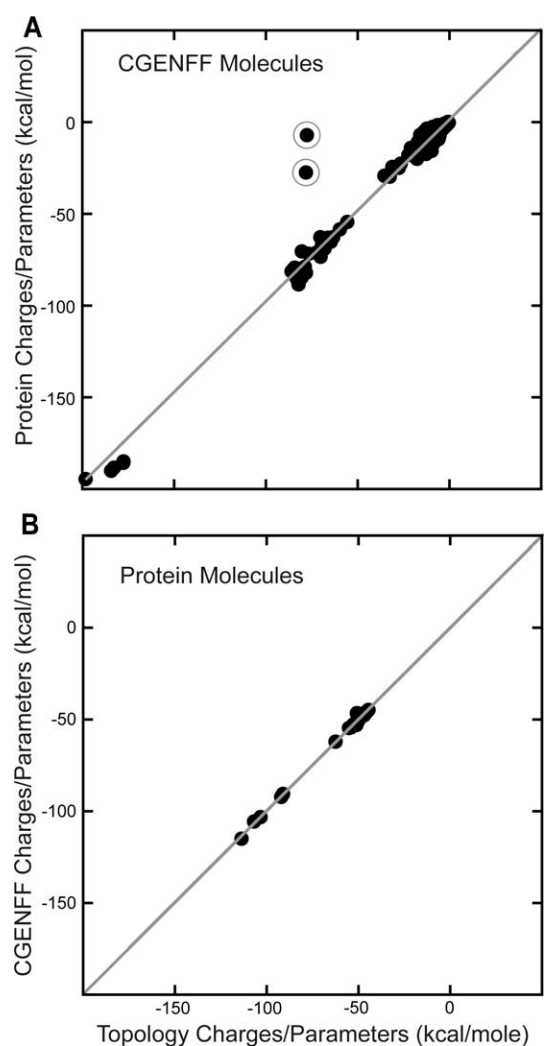 A
CGENFF Molecules
Protein Charges/Parameters (kcal/mol)
0
-50
-100
-150
B
Protein Molecules
CGENFF Charges/Parameters (kcal/mol)
0
-50
-100
-150
-150 -100 -50 0
Topology Charges/Parameters (kcal/mole)